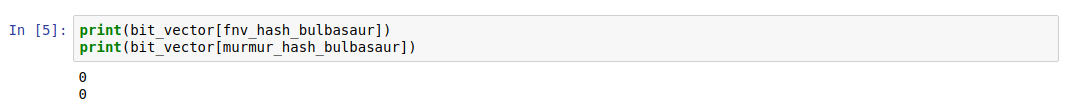 In [5]: print(bit_vector[fnv_hash_bulbasaur])
print(bit_vector[murmur_hash_bulbasaur])
0
0